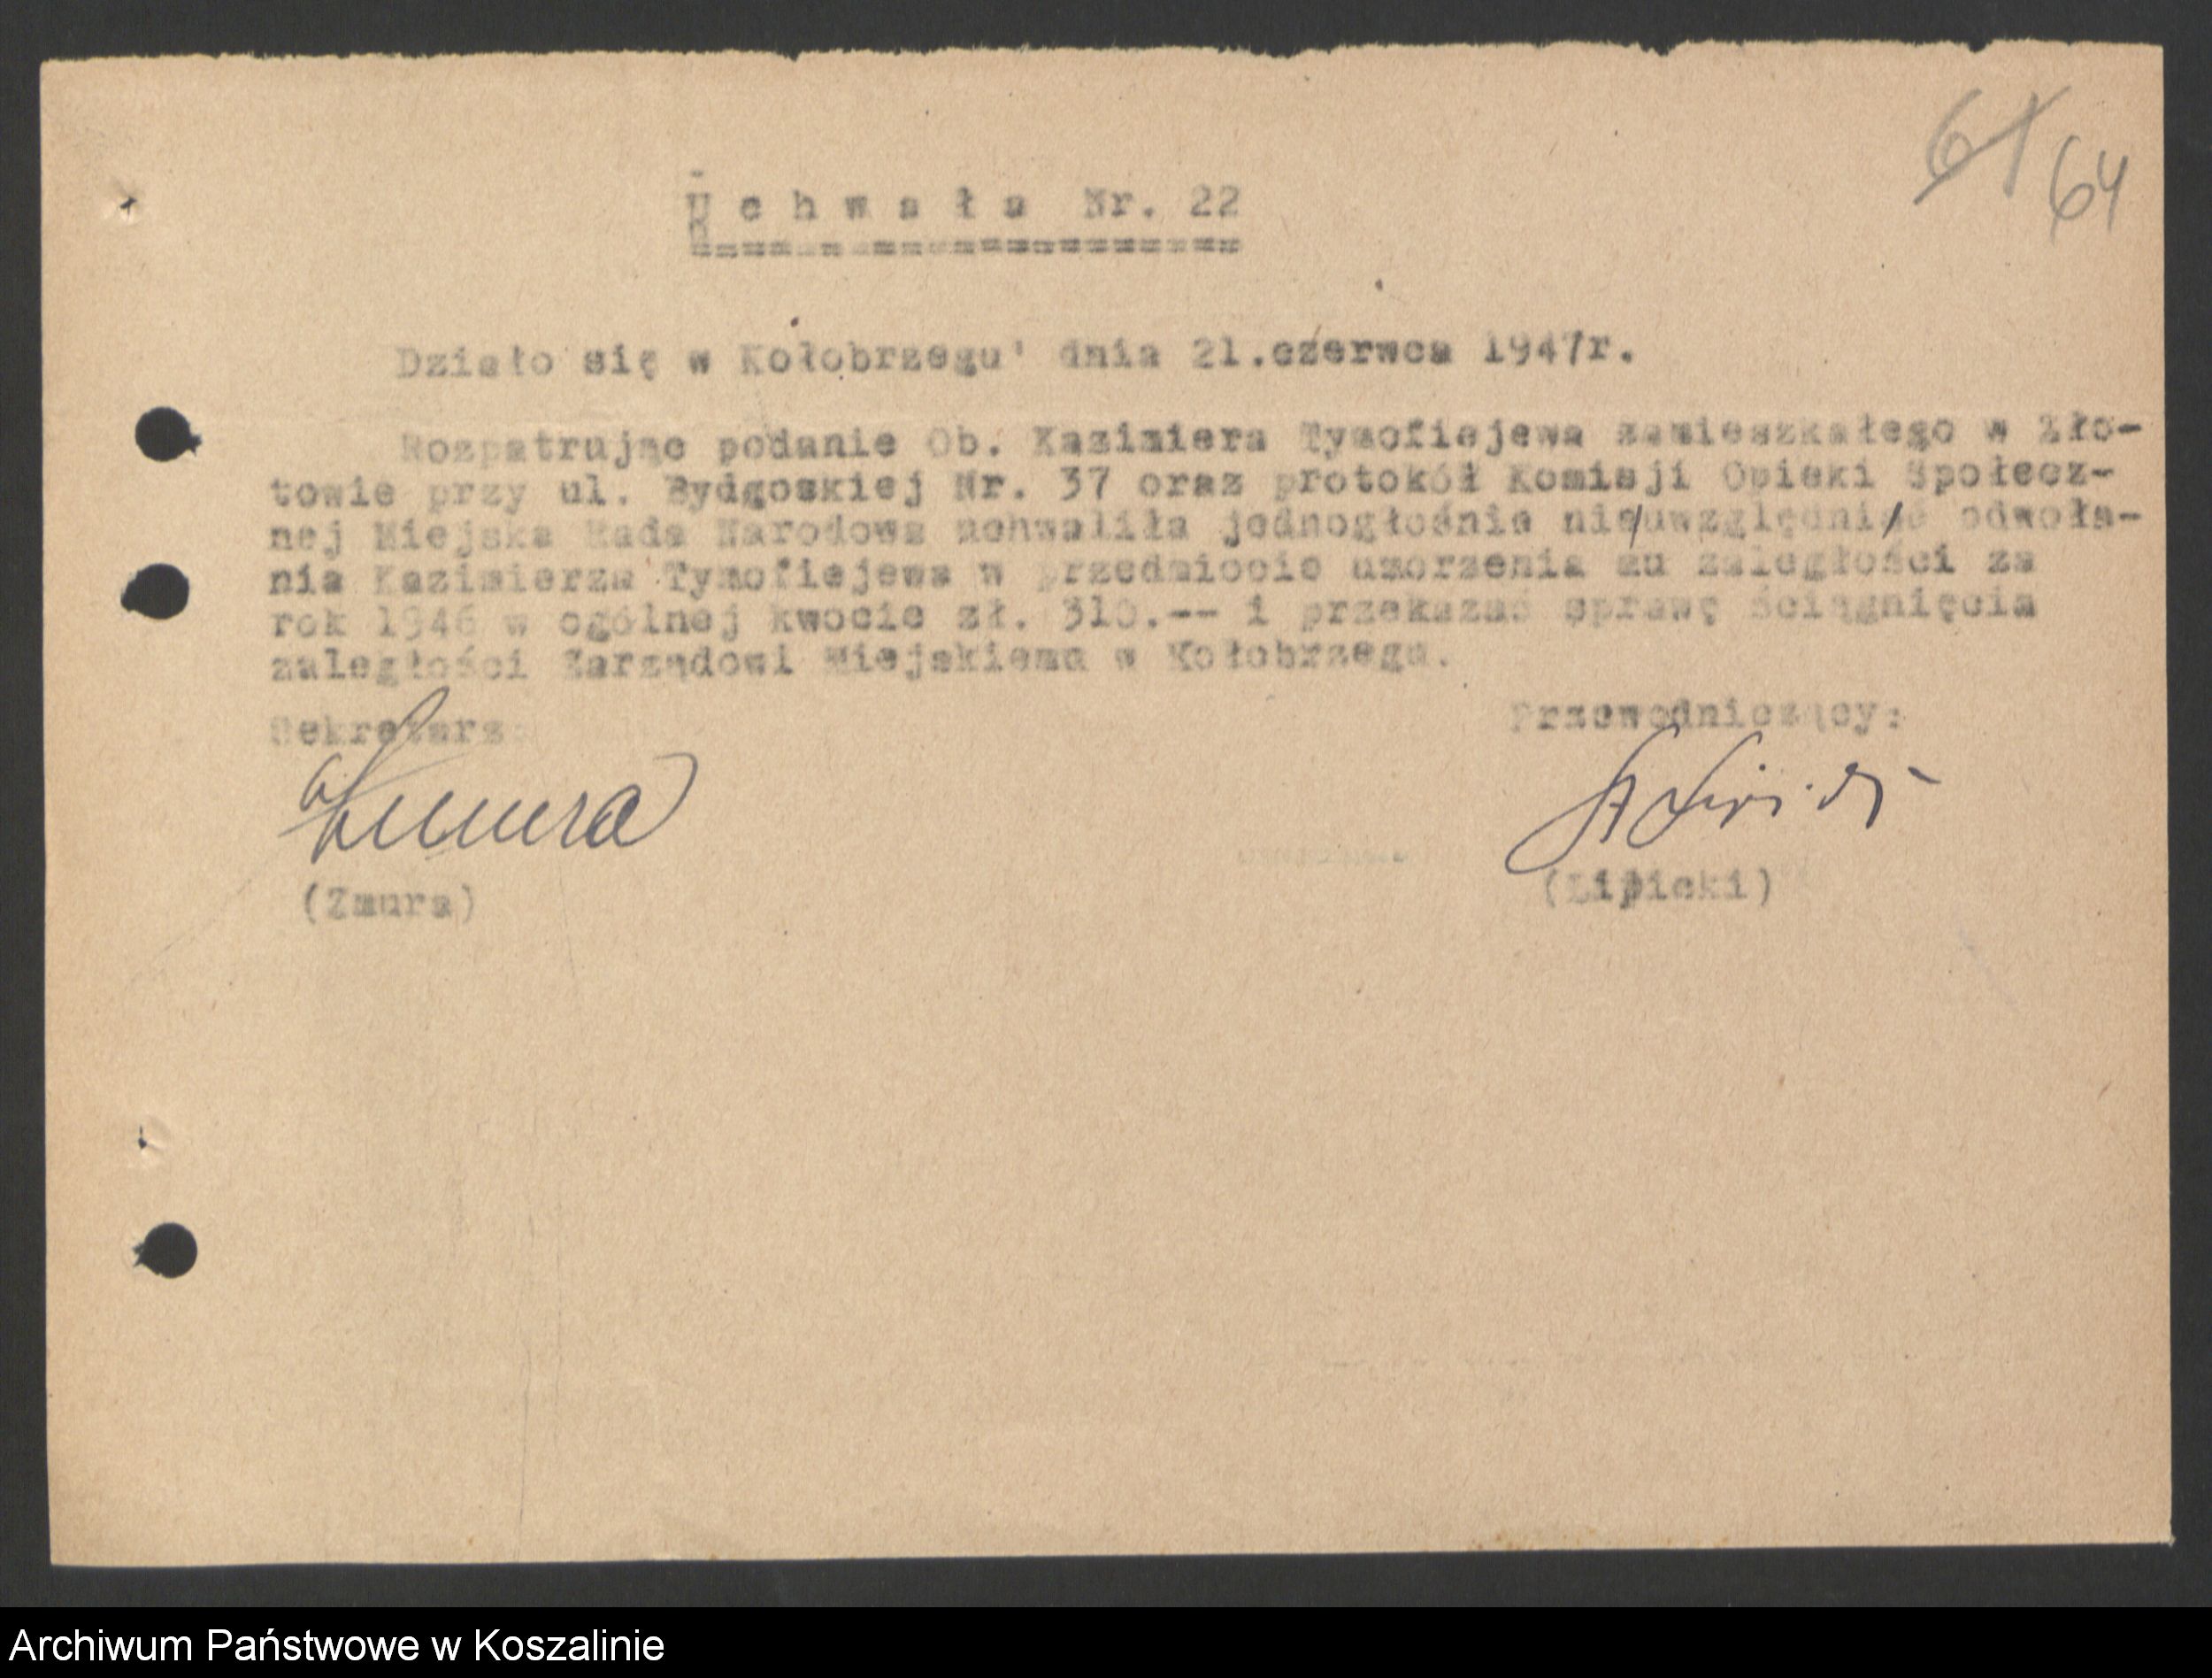 61 64
Uchwała Nr. 22
Działo się w Kołobrzegu' dnia 21.czerwca 1947r.
Rozpatrując podanie Ob. Kazimiera Tymofiejewa zamieszkałego w Zło-
towie przy ul. Bydgoskiej Nr. 37 oraz protokół Komisji Opieki Społecz-
nej Miejska Rada Narodowa uchwaliła jednogłośnie nie/uwzględnić odwoła-
nia Kazimierza Tymofiejewa w przedmiocie umorzenia mu zaległości za
rok 1946 w ogólnej kwocie zł. 310.-- i przekazać sprawę ściągnięcia
zaległości Zarządowi Miejskiemu w Kołobrzegu.
Sekretarz: Przewodniczący:
Zmura
(Zmura) (Lipicki)
Archiwum Państwowe w Koszalinie